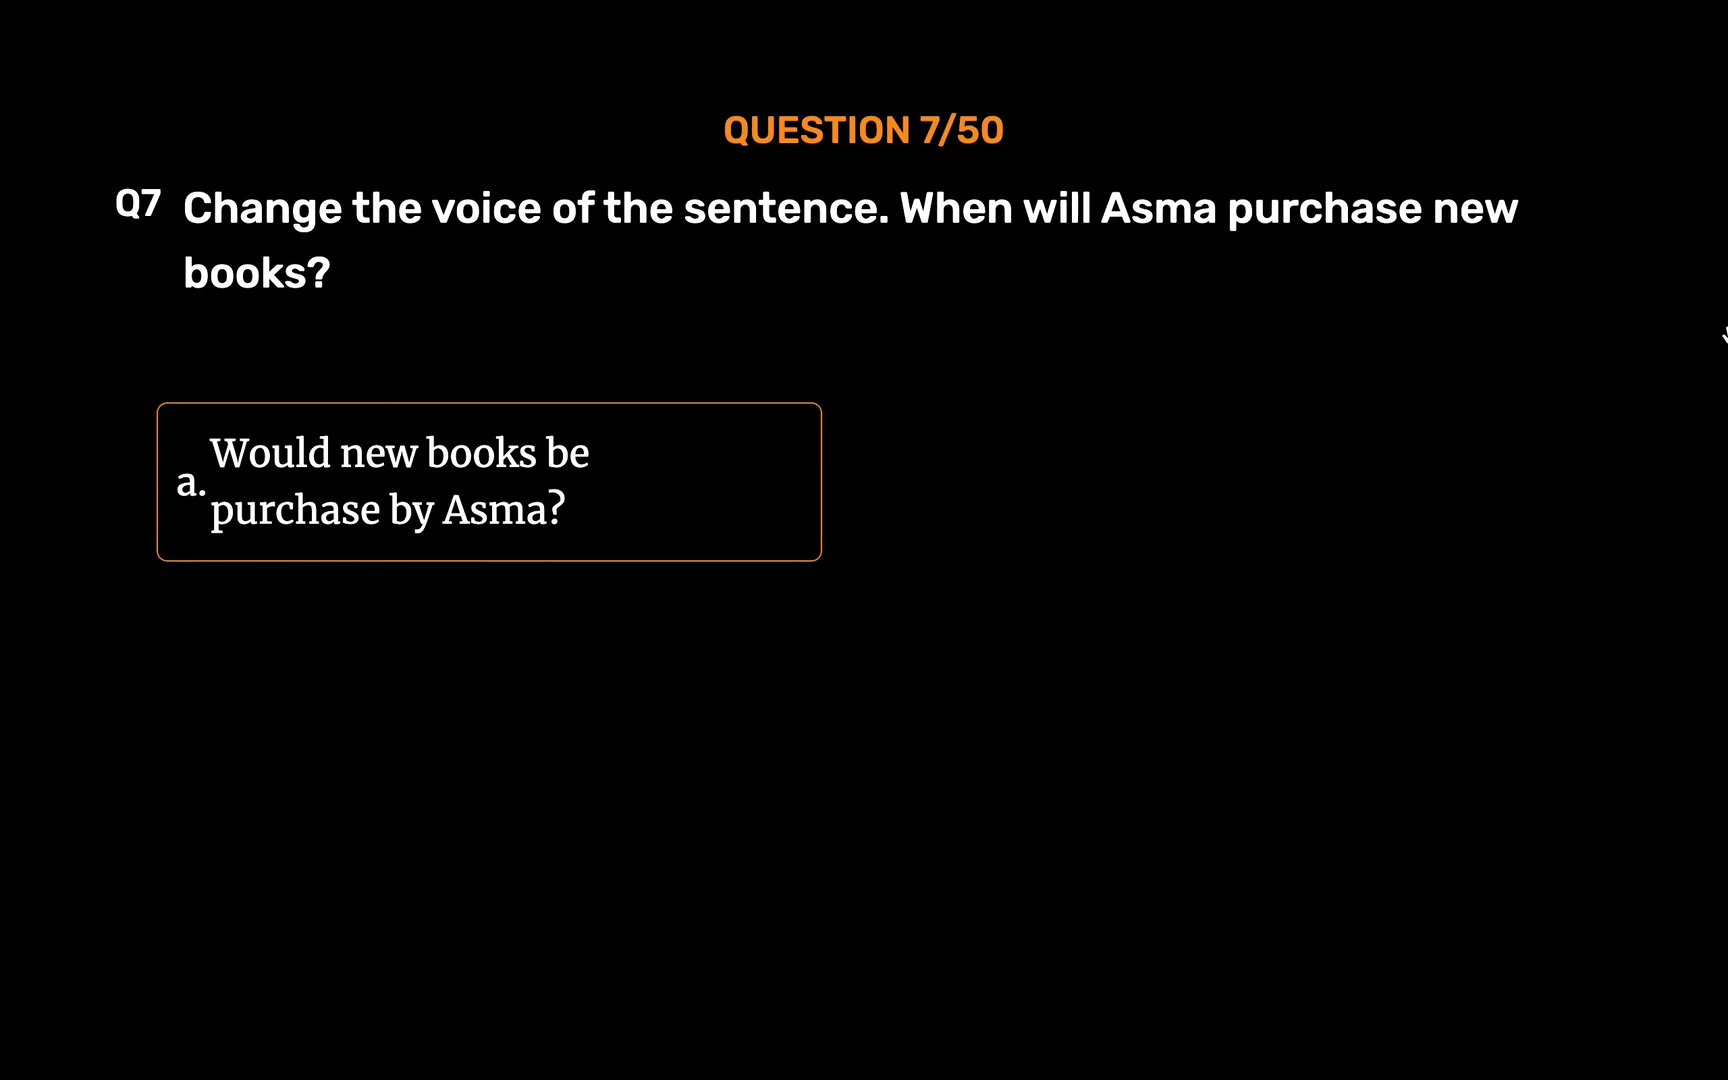 QUESTION 7/50
Q7 Change the voice of the sentence. When will Asma purchase new
books?
a. Would new books be
purchase by Asma?